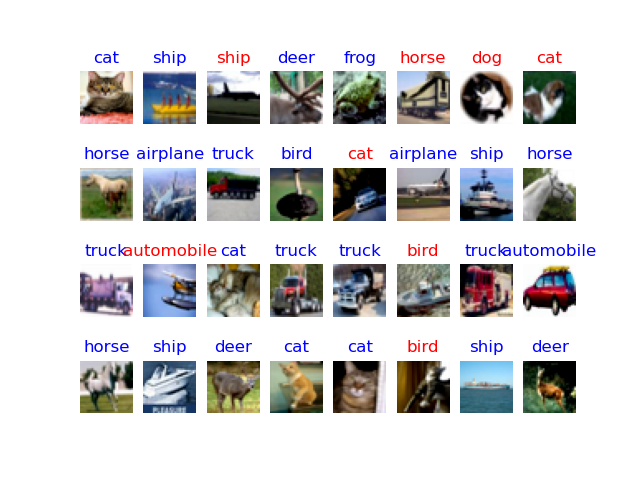 cat ship ship deer frog horse dog cat
horse airplane truck bird cat airplane ship horse
truck automobile cat truck truck bird truck automobile
horse ship deer cat cat bird ship deer
PLEASURE